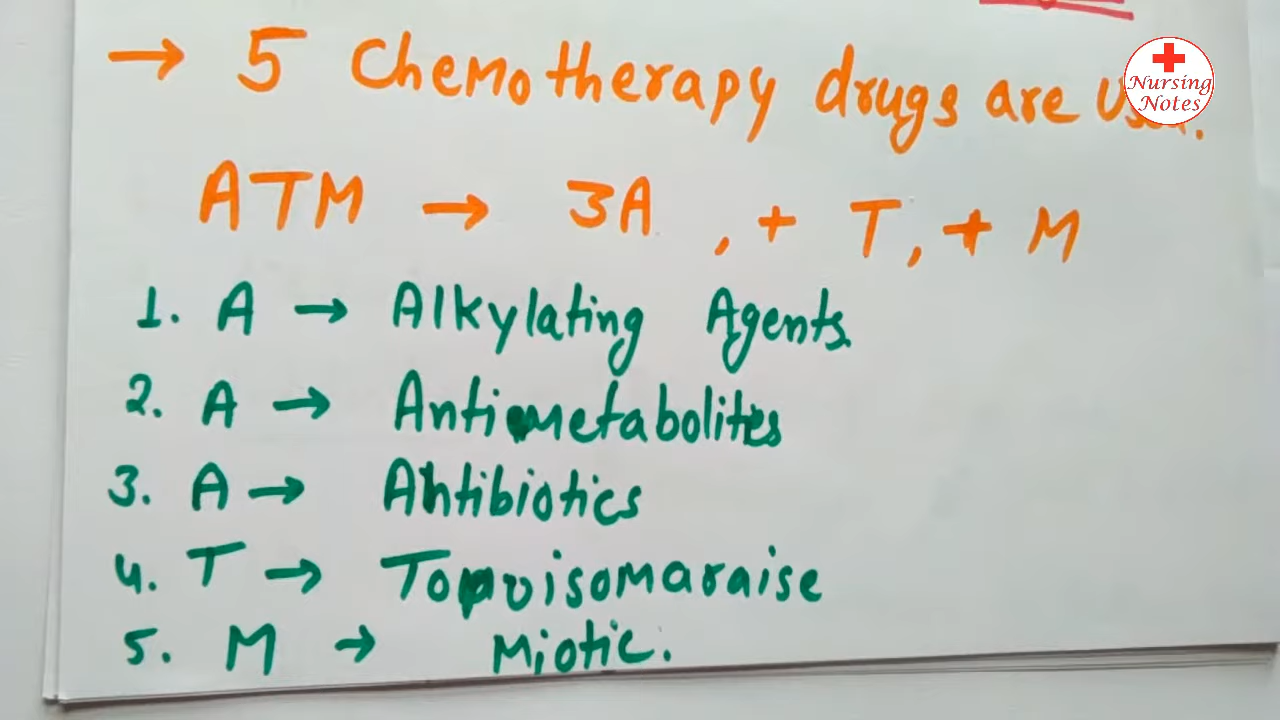 → 5 Chemotherapy drugs are used.
Nursing
Notes
ATM → 3A, + T, + M
1. A → Alkylating Agents.
2. A → Antimetabolites
3. A → Antibiotics
4. T → Topoisomaraise
5. M → Miotic.